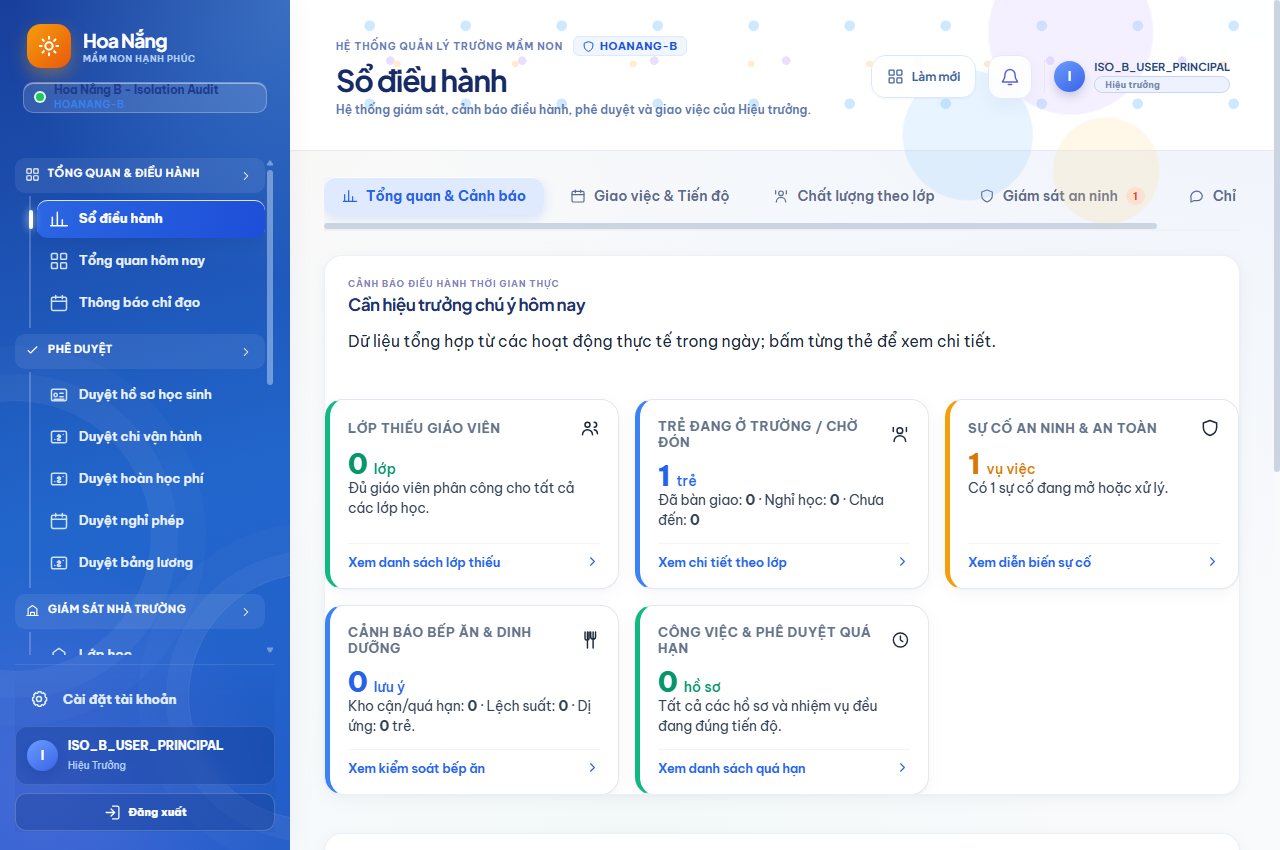 Hoa Nắng
MẦM NON HẠNH PHÚC
Hoa Nắng B - Isolation Audit
HOANANG-B
TỔNG QUAN & ĐIỀU HÀNH
Sổ điều hành
Tổng quan hôm nay
Thông báo chỉ đạo
PHÊ DUYỆT
Duyệt hồ sơ học sinh
Duyệt chi vận hành
Duyệt hoàn học phí
Duyệt nghỉ phép
Duyệt bảng lương
GIÁM SÁT NHÀ TRƯỜNG
Lớp học
Cài đặt tài khoản
I
ISO_B_USER_PRINCIPAL
Hiệu Trưởng
Đăng xuất
HỆ THỐNG QUẢN LÝ TRƯỜNG MẦM NON
HOANANG-B
Sổ điều hành
Hệ thống giám sát, cảnh báo điều hành, phê duyệt và giao việc của Hiệu trưởng.
Làm mới
I
ISO_B_USER_PRINCIPAL
Hiệu trưởng
Tổng quan & Cảnh báo
Giao việc & Tiến độ
Chất lượng theo lớp
Giám sát an ninh 1
Chỉ
CẢNH BÁO ĐIỀU HÀNH THỜI GIAN THỰC
Cần hiệu trưởng chú ý hôm nay
Dữ liệu tổng hợp từ các hoạt động thực tế trong ngày; bấm từng thẻ để xem chi tiết.
LỚP THIẾU GIÁO VIÊN
0 lớp
Đủ giáo viên phân công cho tất cả
các lớp học.
Xem danh sách lớp thiếu
TRẺ ĐANG Ở TRƯỜNG / CHỜ
ĐÓN
1 trẻ
Đã bàn giao: 0 · Nghỉ học: 0 · Chưa
đến: 0
Xem chi tiết theo lớp
SỰ CỐ AN NINH & AN TOÀN
1 vụ việc
Có 1 sự cố đang mở hoặc xử lý.
Xem diễn biến sự cố
CẢNH BÁO BẾP ĂN & DINH
DƯỠNG
0 lưu ý
Kho cận/quá hạn: 0 · Lệch suất: 0 · Dị
ứng: 0 trẻ.
Xem kiểm soát bếp ăn
CÔNG VIỆC & PHÊ DUYỆT QUÁ
HẠN
0 hồ sơ
Tất cả các hồ sơ và nhiệm vụ đều
đang đúng tiến độ.
Xem danh sách quá hạn